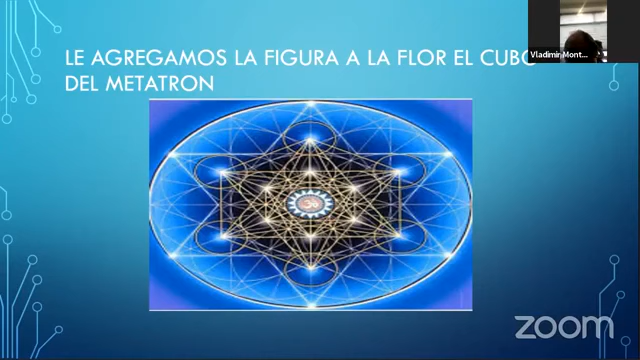 LE AGREGAMOS LA FIGURA A LA FLOR EL CUBO
DEL METATRON
Vladimir Mont...
ॐ
zoom